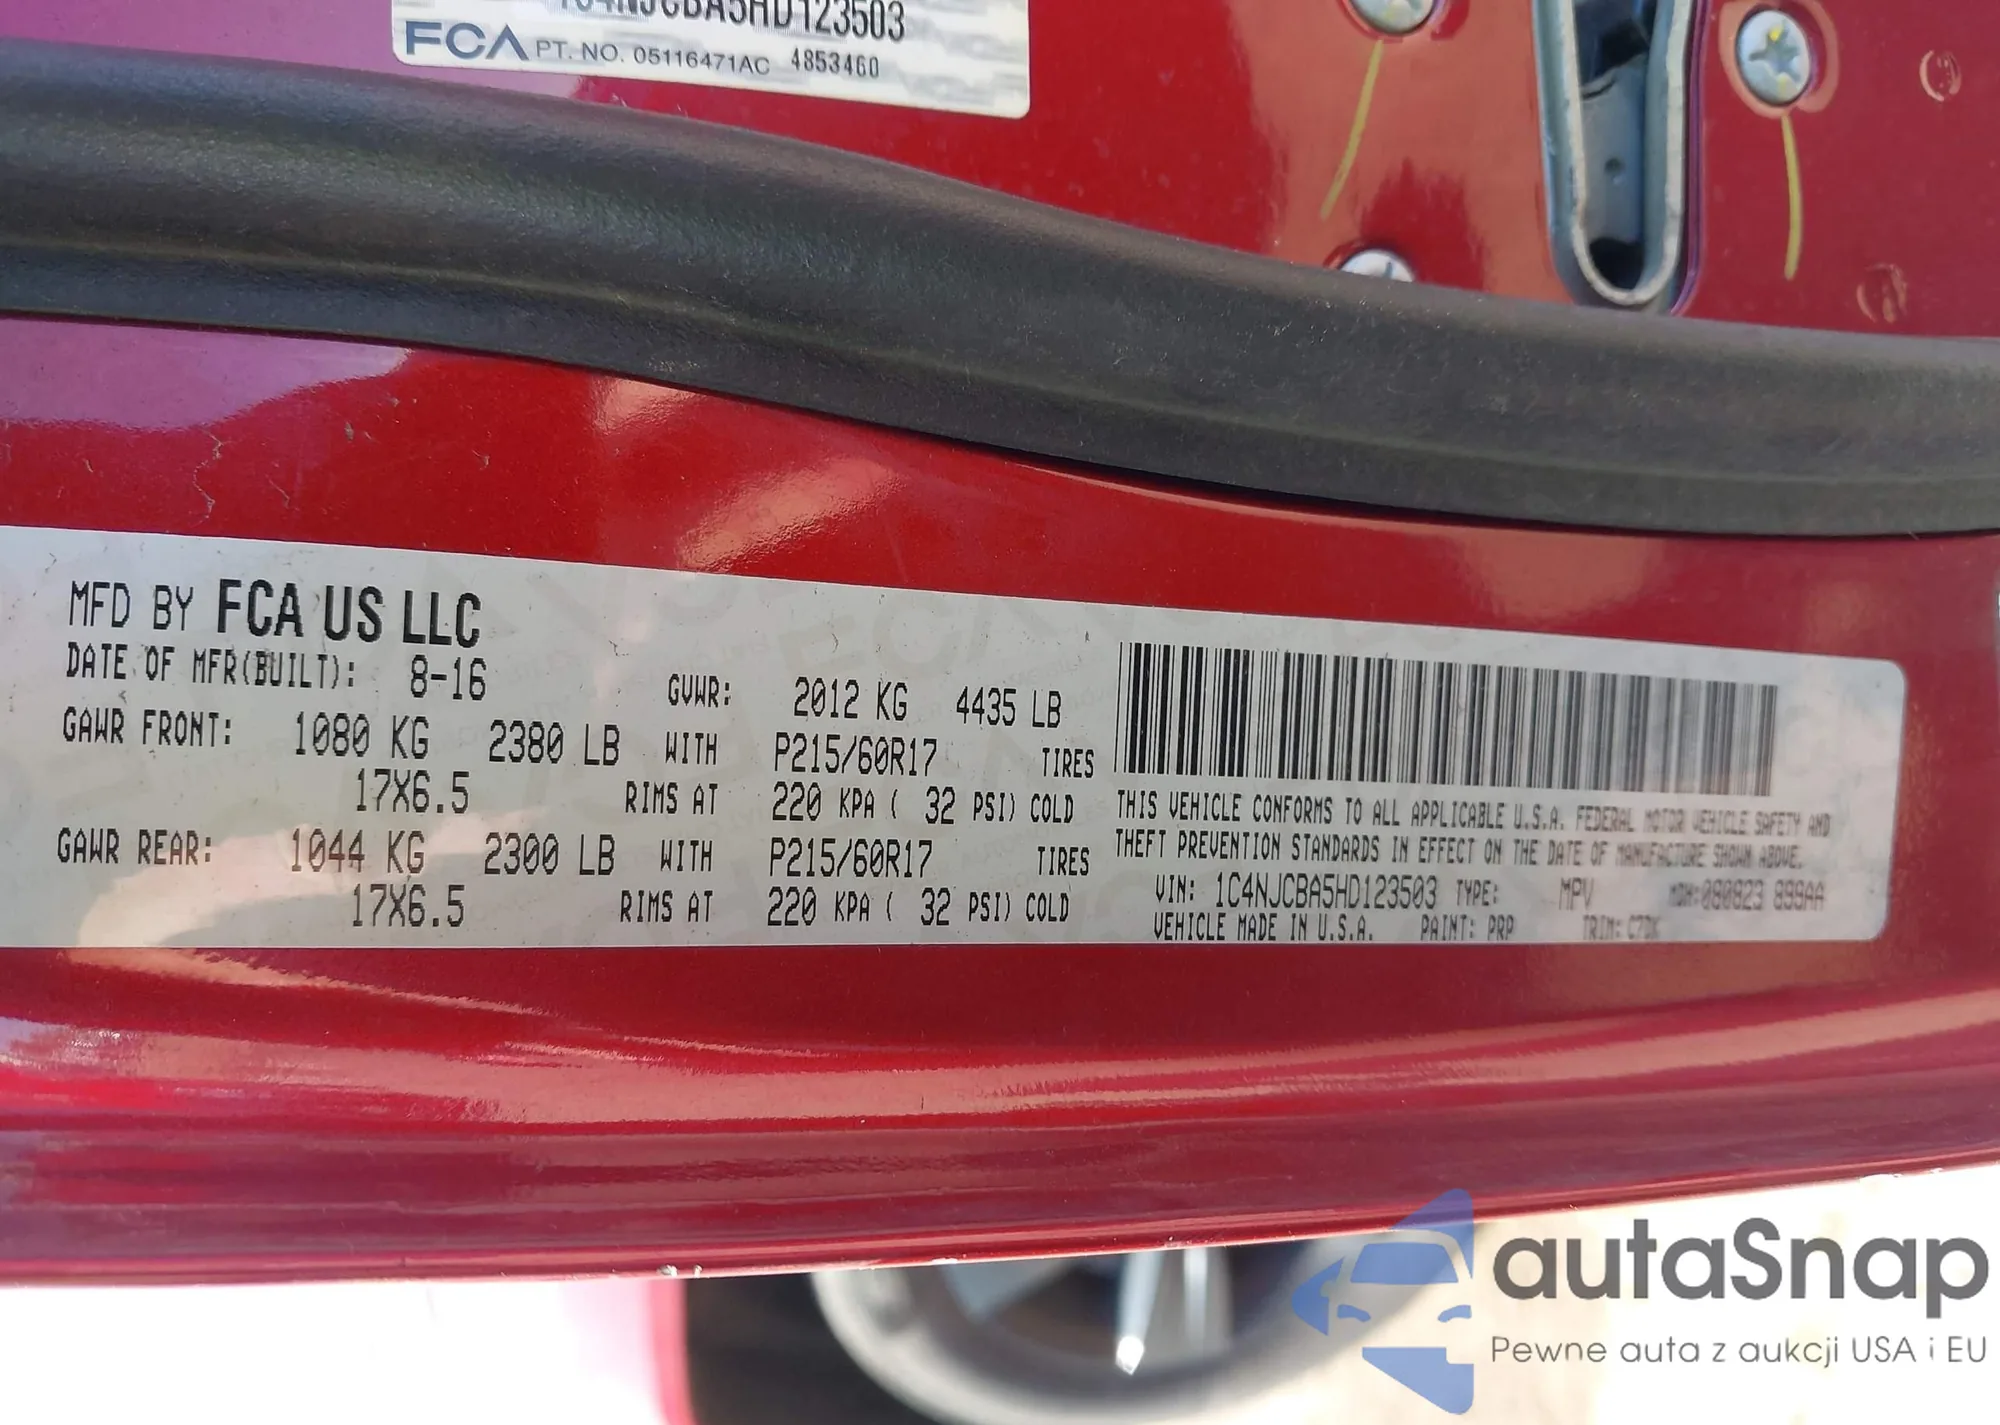 1C4NJCBA5HD123503
FCA PT. NO. 05116471AC 4853460
MFD BY FCA US LLC
DATE OF MFR(BUILT): 8-16 GVWR: 2012 KG 4435 LB
GAWR FRONT: 1080 KG 2380 LB WITH P215/60R17 TIRES
17X6.5 RIMS AT 220 KPA ( 32 PSI) COLD
GAWR REAR: 1044 KG 2300 LB WITH P215/60R17 TIRES
17X6.5 RIMS AT 220 KPA ( 32 PSI) COLD
THIS VEHICLE CONFORMS TO ALL APPLICABLE U.S.A. FEDERAL MOTOR VEHICLE SAFETY AND
THEFT PREVENTION STANDARDS IN EFFECT ON THE DATE OF MANUFACTURE SHOWN ABOVE.
VIN: 1C4NJCBA5HD123503 TYPE: MPV MDH:
VEHICLE MADE IN U.S.A. PAINT: PRP TRIM:
autaSnap
Pewne auta z aukcji USA i EU